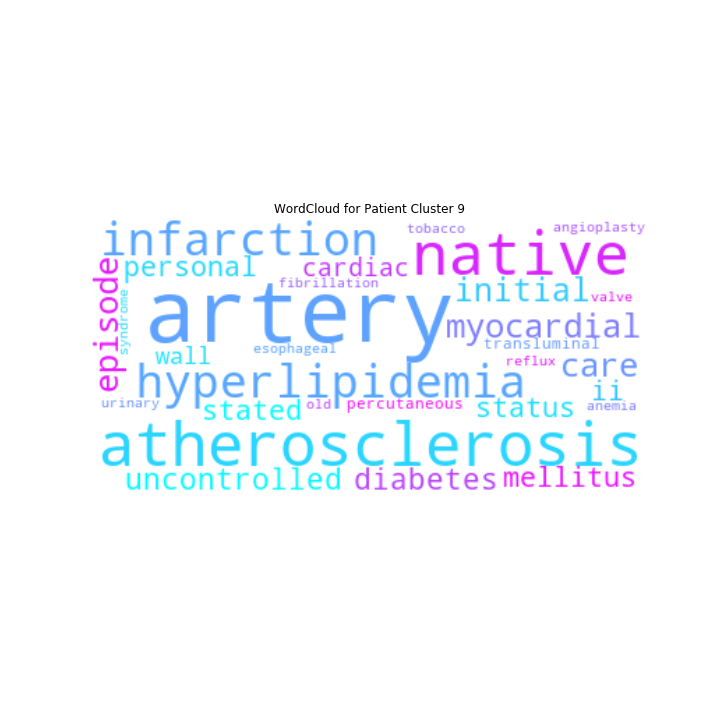 WordCloud for Patient Cluster 9
infarction
tobacco
angioplasty
native
episode
personal
cardiac
fibrillation
initial
valve
syndrome
artery
myocardial
transluminal
wall
esophageal
reflux
care
hyperlipidemia
ii
urinary
stated
old
percutaneous
status
anemia
atherosclerosis
uncontrolled
diabetes
mellitus